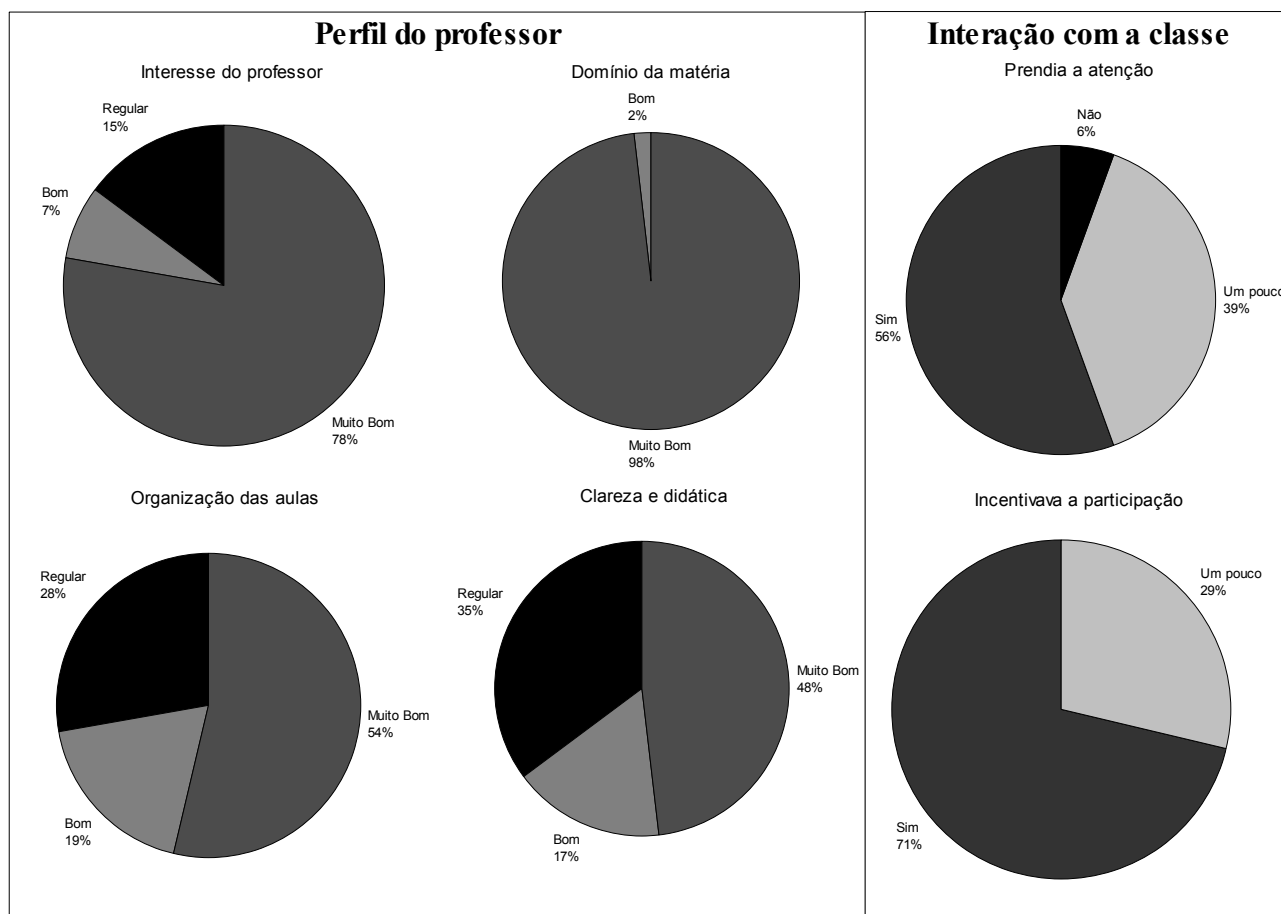 Perfil do professor
Interesse do professor
Regular
15%
Bom
7%
Muito Bom
78%
Domínio da matéria
Bom
2%
Muito Bom
98%
Organização das aulas
Regular
28%
Muito Bom
54%
Bom
19%
Clareza e didática
Regular
35%
Muito Bom
48%
Bom
17%
Interação com a classe
Prendia a atenção
Não
6%
Um pouco
39%
Sim
56%
Incentivava a participação
Um pouco
29%
Sim
71%